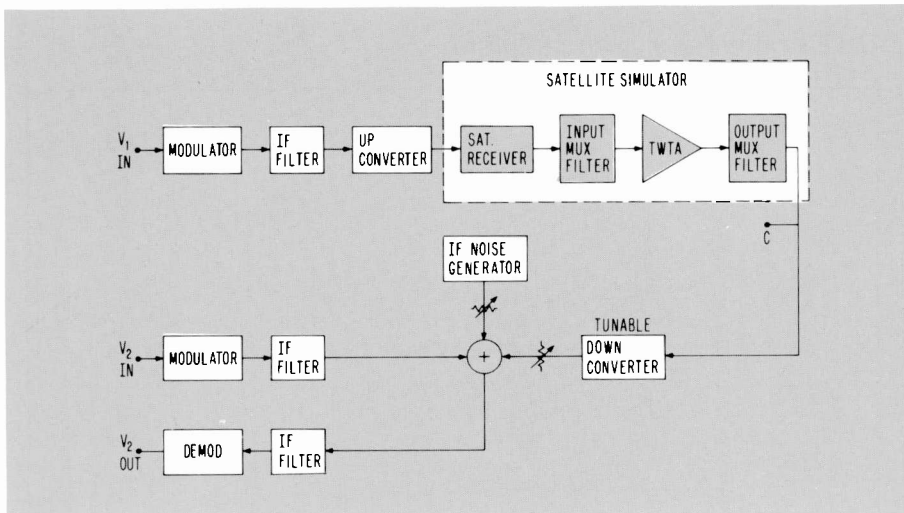 SATELLITE SIMULATOR
V1
IN
MODULATOR
IF
FILTER
UP
CONVERTER
SAT.
RECEIVER
INPUT
MUX
FILTER
TWTA
OUTPUT
MUX
FILTER
C
IF NOISE
GENERATOR
V2
IN
MODULATOR
IF
FILTER
+
TUNABLE
DOWN
CONVERTER
V2
OUT
DEMOD
IF
FILTER